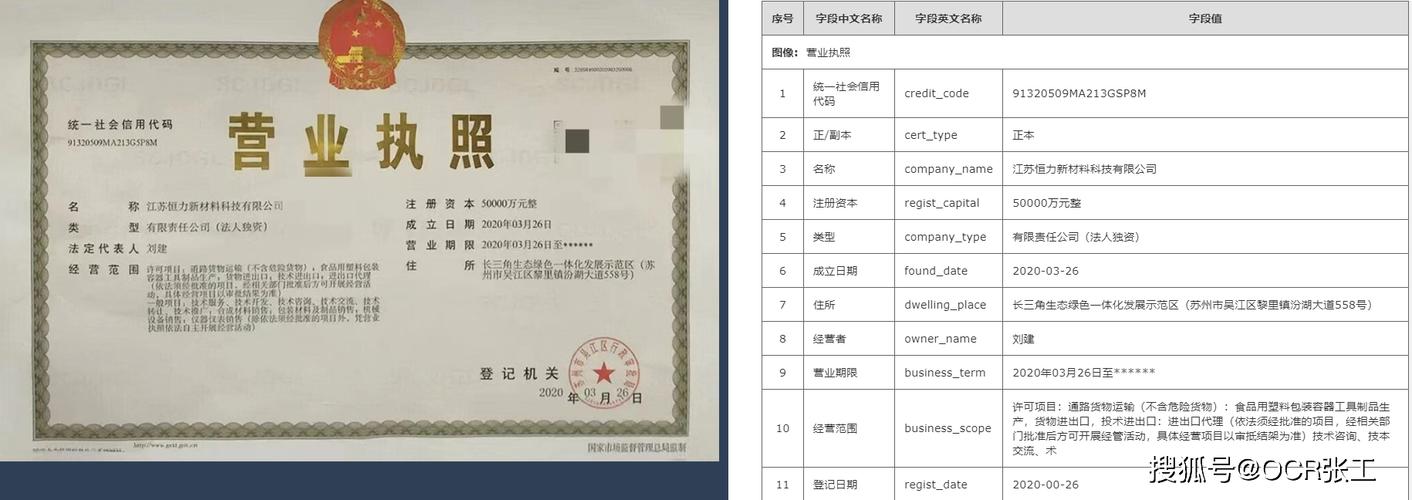 统一社会信用代码
91320509MA213G5P8M
营业执照
名 称 江苏恒力新材料科技有限公司
类 型 有限责任公司（法人独资）
法定代表人 刘建
经营范围 许可项目：道路货物运输（不含危险货物）；食品用塑料包装
容器工具制品生产；货物进出口；技术进出口；进出口代理
（依法须经批准的项目，经相关部门批准后方可开展经营活
动，具体经营项目以审批结果为准）
一般项目：技术服务、技术开发、技术咨询、技术交流、技术
转让、技术推广；合成材料销售；包装材料及制品销售；机械
设备销售；仪器仪表销售（除依法须经批准的项目外，凭营业
执照依法自主开展经营活动）
注册资本 50000万元整
成立日期 2020年03月26日
营业期限 2020年03月26日至******
住 所 长三角生态绿色一体化发展示范区（苏
州市吴江区黎里镇汾湖大道558号）
登记机关
2020 年 03 月 26 日
http://www.gsxt.gov.cn
国家市场监督管理总局监制
序号 字段中文名称 字段英文名称 字段值
图像： 营业执照
1 统一社会信用代码 credit_code 91320509MA213GSP8M
2 正/副本 cert_type 正本
3 名称 company_name 江苏恒力新材料科技有限公司
4 注册资本 regist_capital 50000万元整
5 类型 company_type 有限责任公司（法人独资）
6 成立日期 found_date 2020-03-26
7 住所 dwelling_place 长三角生态绿色一体化发展示范区（苏州市吴江区黎里镇汾湖大道558号）
8 经营者 owner_name 刘建
9 营业期限 business_term 2020年03月26日至******
10 经营范围 business_scope 许可项目：通路货物运输（不含危险货物）：食品用塑料包装容器工具制品生
产，货物进出口，投术进出口：进出口代理（依法须经批准的项目，经相关部
门批准后方可开展经管活动，具体经营项目以审抵结架为准）技术咨询、技本
交流、术
11 登记日期 regist_date 2020-00-26
搜狐号@OCR张工